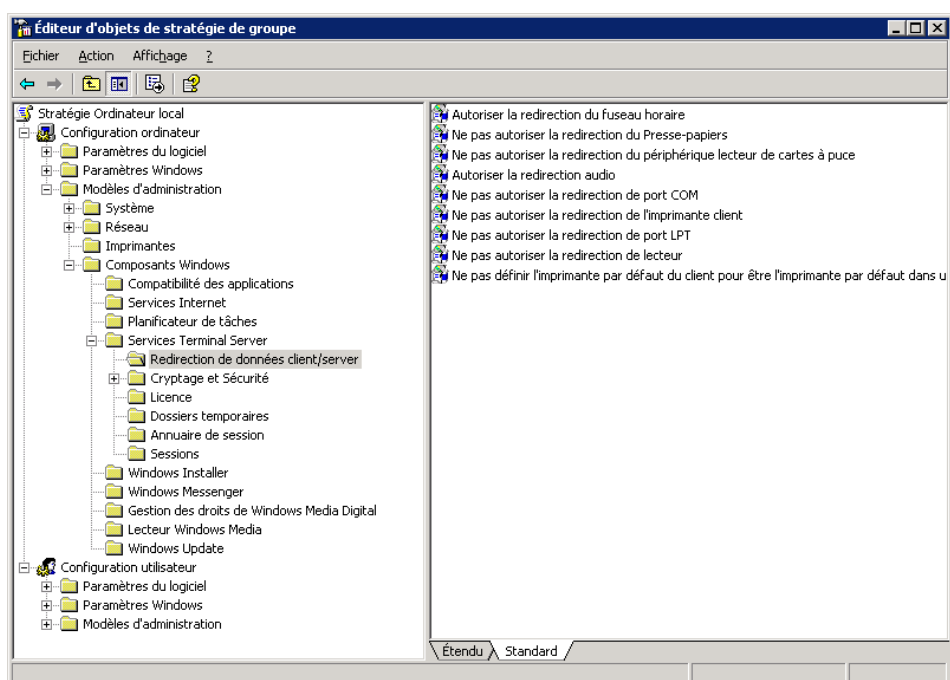 Éditeur d'objets de stratégie de groupe
Fichier Action Affichage ?
Stratégie Ordinateur local
Configuration ordinateur
Paramètres du logiciel
Paramètres Windows
Modèles d'administration
Système
Réseau
Imprimantes
Composants Windows
Compatibilité des applications
Services Internet
Planificateur de tâches
Services Terminal Server
Redirection de données client/server
Cryptage et Sécurité
Licence
Dossiers temporaires
Annuaire de session
Sessions
Windows Installer
Windows Messenger
Gestion des droits de Windows Media Digital
Lecteur Windows Media
Windows Update
Configuration utilisateur
Paramètres du logiciel
Paramètres Windows
Modèles d'administration
Autoriser la redirection du fuseau horaire
Ne pas autoriser la redirection du Presse-papiers
Ne pas autoriser la redirection du périphérique lecteur de cartes à puce
Autoriser la redirection audio
Ne pas autoriser la redirection de port COM
Ne pas autoriser la redirection de l'imprimante client
Ne pas autoriser la redirection de port LPT
Ne pas autoriser la redirection de lecteur
Ne pas définir l'imprimante par défaut du client pour être l'imprimante par défaut dans u
Étendu Standard